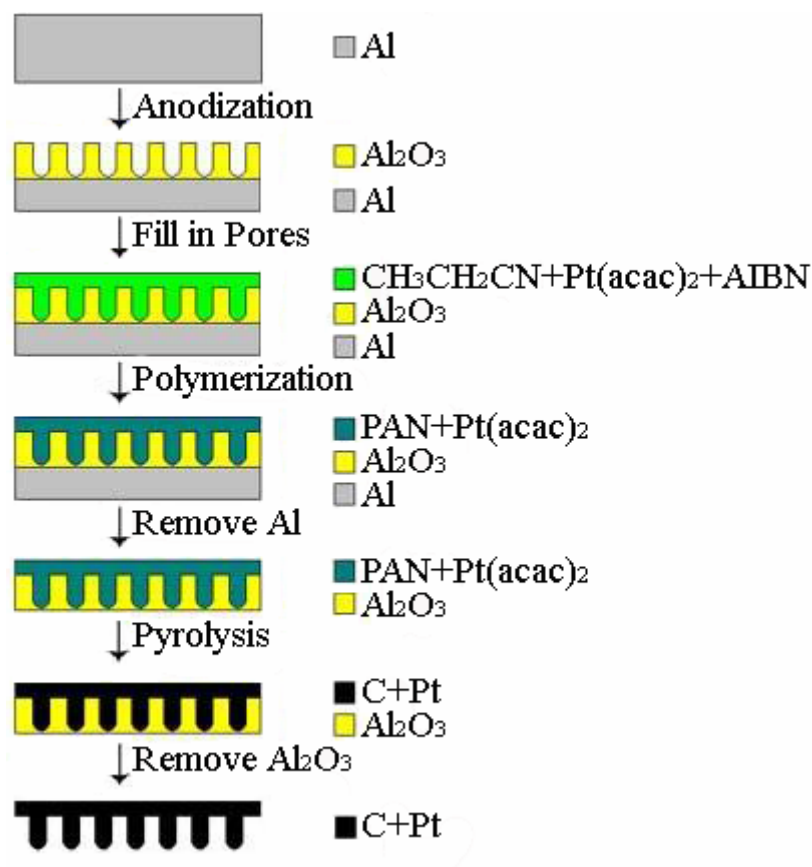 Al
Anodization
Al₂O₃
Al
Fill in Pores
CH₃CH₂CN+Pt(acac)₂+AIBN
Al₂O₃
Al
Polymerization
PAN+Pt(acac)₂
Al₂O₃
Al
Remove Al
PAN+Pt(acac)₂
Al₂O₃
Pyrolysis
C+Pt
Al₂O₃
Remove Al₂O₃
C+Pt